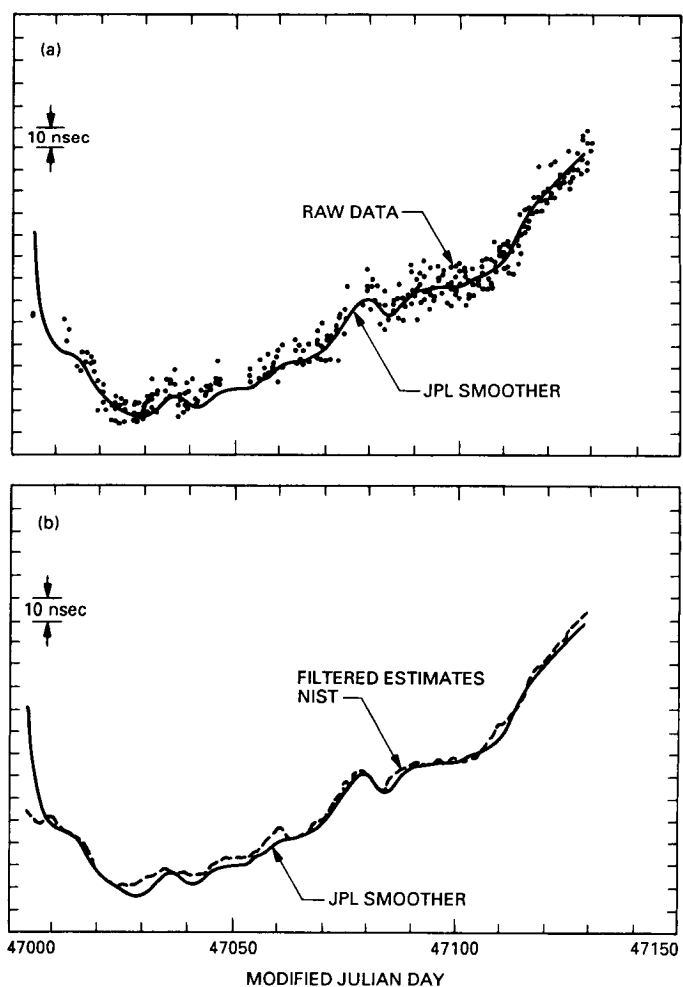 (a)
10 nsec
RAW DATA
JPL SMOOTHER
(b)
10 nsec
FILTERED ESTIMATES
NIST
JPL SMOOTHER
47000 47050 47100 47150
MODIFIED JULIAN DAY